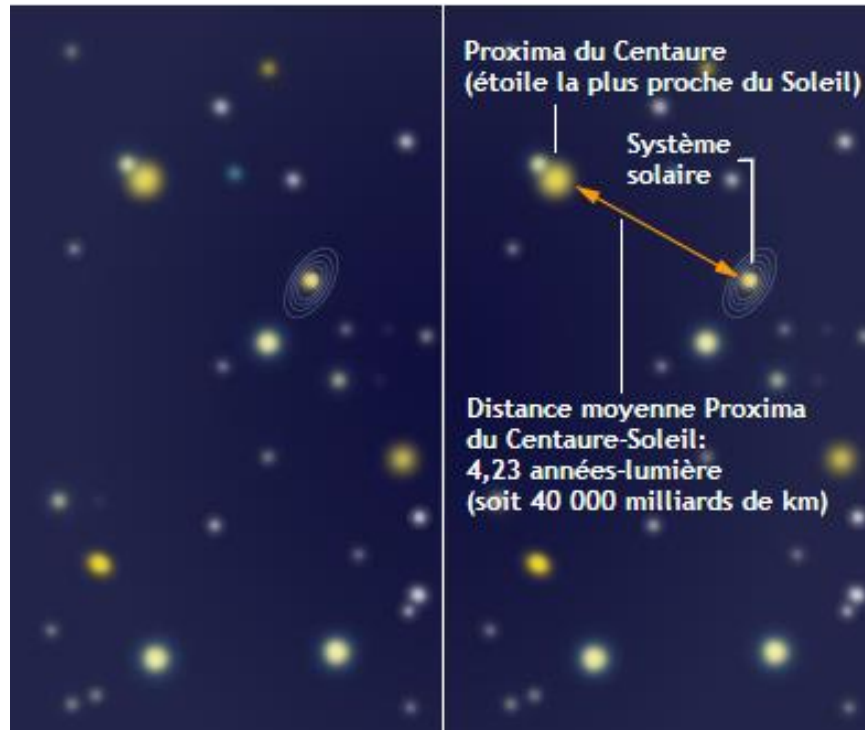 Proxima du Centaure
(étoile la plus proche du Soleil)
Système
solaire
Distance moyenne Proxima
du Centaure-Soleil:
4,23 années-lumière
(soit 40 000 milliards de km)